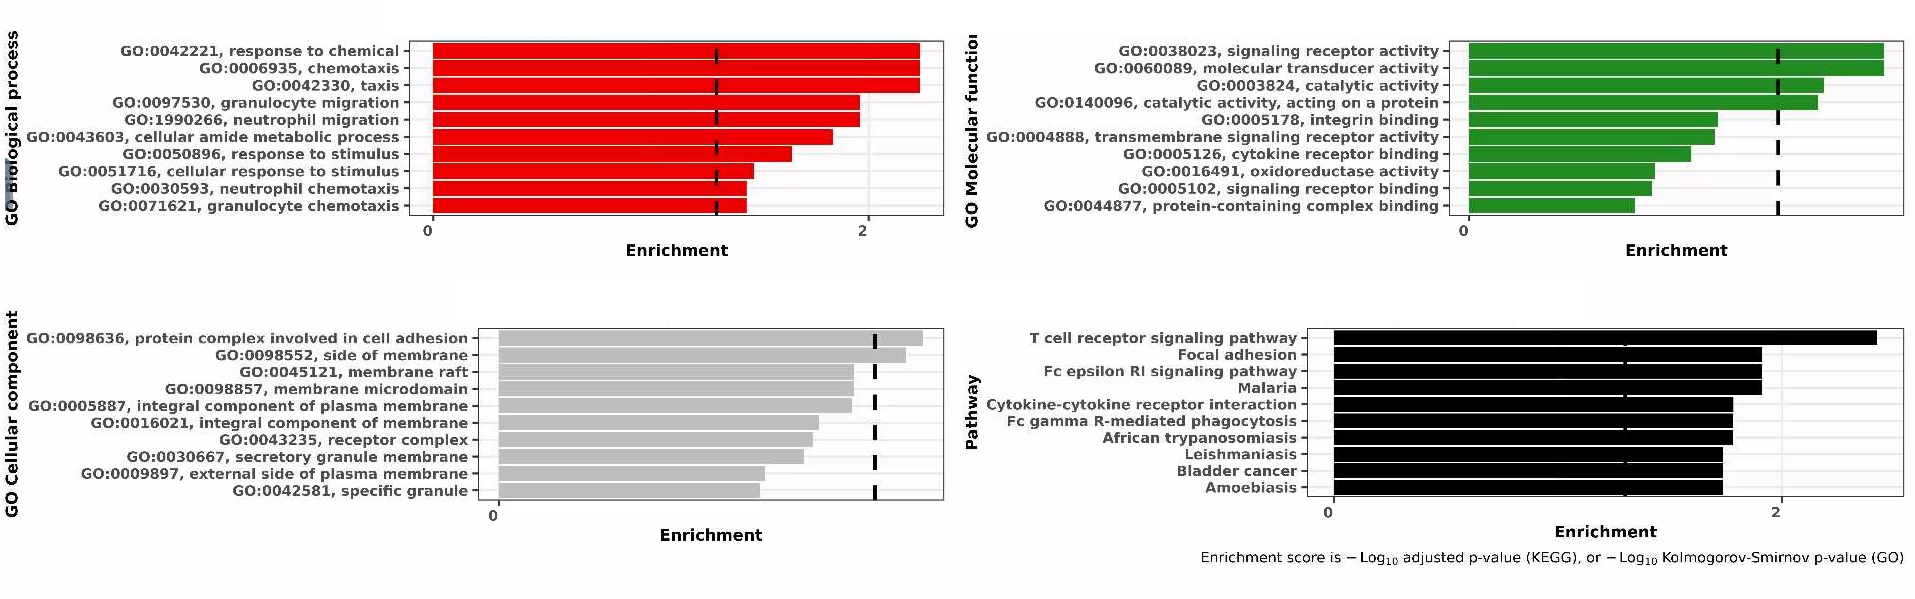 GO Biological process
GO:0042221, response to chemical
GO:0006935, chemotaxis
GO:0042330, taxis
GO:0097530, granulocyte migration
GO:1990266, neutrophil migration
GO:0043603, cellular amide metabolic process
GO:0050896, response to stimulus
GO:0051716, cellular response to stimulus
GO:0030593, neutrophil chemotaxis
GO:0071621, granulocyte chemotaxis
0 2
Enrichment
GO Molecular function
GO:0038023, signaling receptor activity
GO:0060089, molecular transducer activity
GO:0003824, catalytic activity
GO:0140096, catalytic activity, acting on a protein
GO:0005178, integrin binding
GO:0004888, transmembrane signaling receptor activity
GO:0005126, cytokine receptor binding
GO:0016491, oxidoreductase activity
GO:0005102, signaling receptor binding
GO:0044877, protein-containing complex binding
0
Enrichment
GO Cellular component
GO:0098636, protein complex involved in cell adhesion
GO:0098552, side of membrane
GO:0045121, membrane raft
GO:0098857, membrane microdomain
GO:0005887, integral component of plasma membrane
GO:0016021, integral component of membrane
GO:0043235, receptor complex
GO:0030667, secretory granule membrane
GO:0009897, external side of plasma membrane
GO:0042581, specific granule
0
Enrichment
Pathway
T cell receptor signaling pathway
Focal adhesion
Fc epsilon RI signaling pathway
Malaria
Cytokine-cytokine receptor interaction
Fc gamma R-mediated phagocytosis
African trypanosomiasis
Leishmaniasis
Bladder cancer
Amoebiasis
0 2
Enrichment
Enrichment score is −Log10 adjusted p-value (KEGG), or −Log10 Kolmogorov-Smirnov p-value (GO)